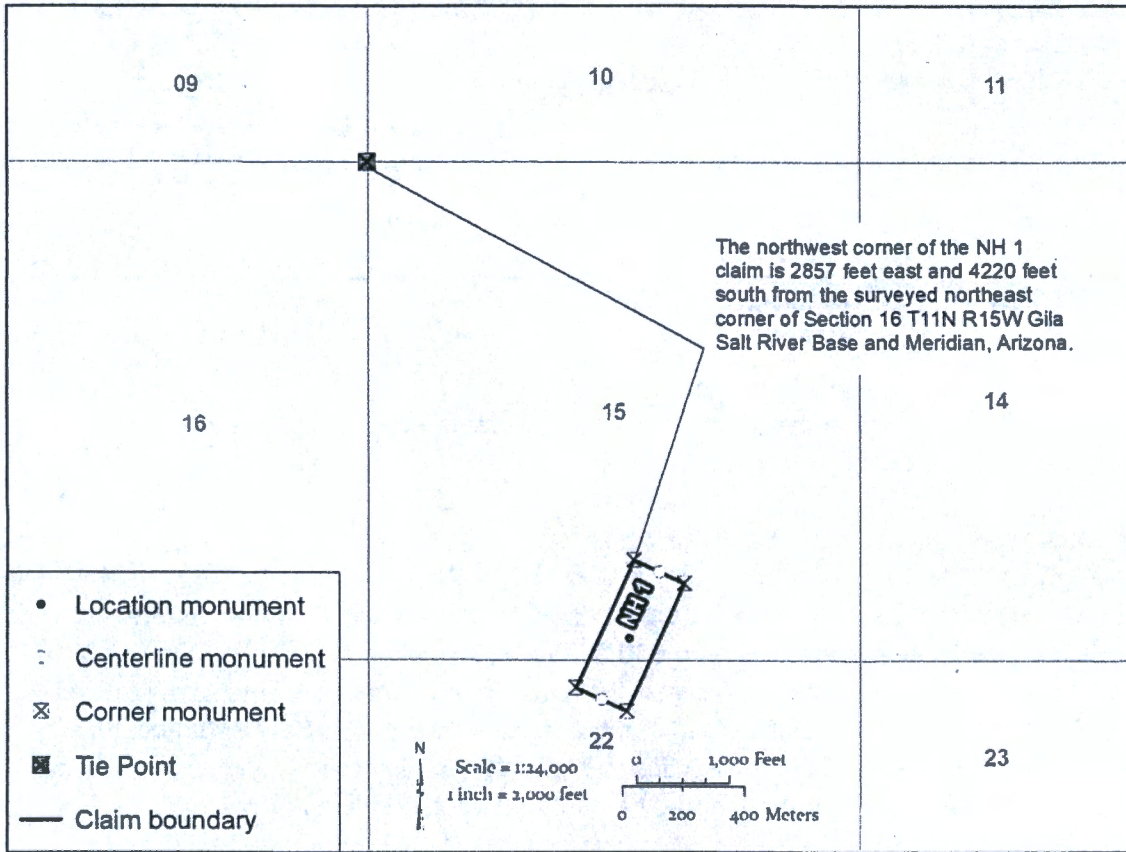 09
10
11
The northwest corner of the NH 1
claim is 2857 feet east and 4220 feet
south from the surveyed northeast
corner of Section 16 T11N R15W Gila
Salt River Base and Meridian, Arizona.
16
15
14
NH 1
Location monument
Centerline monument
Corner monument
Tie Point
Claim boundary
22
23
N
Scale = 1:24,000
1 inch = 2,000 feet
0 1,000 Feet
0 200 400 Meters